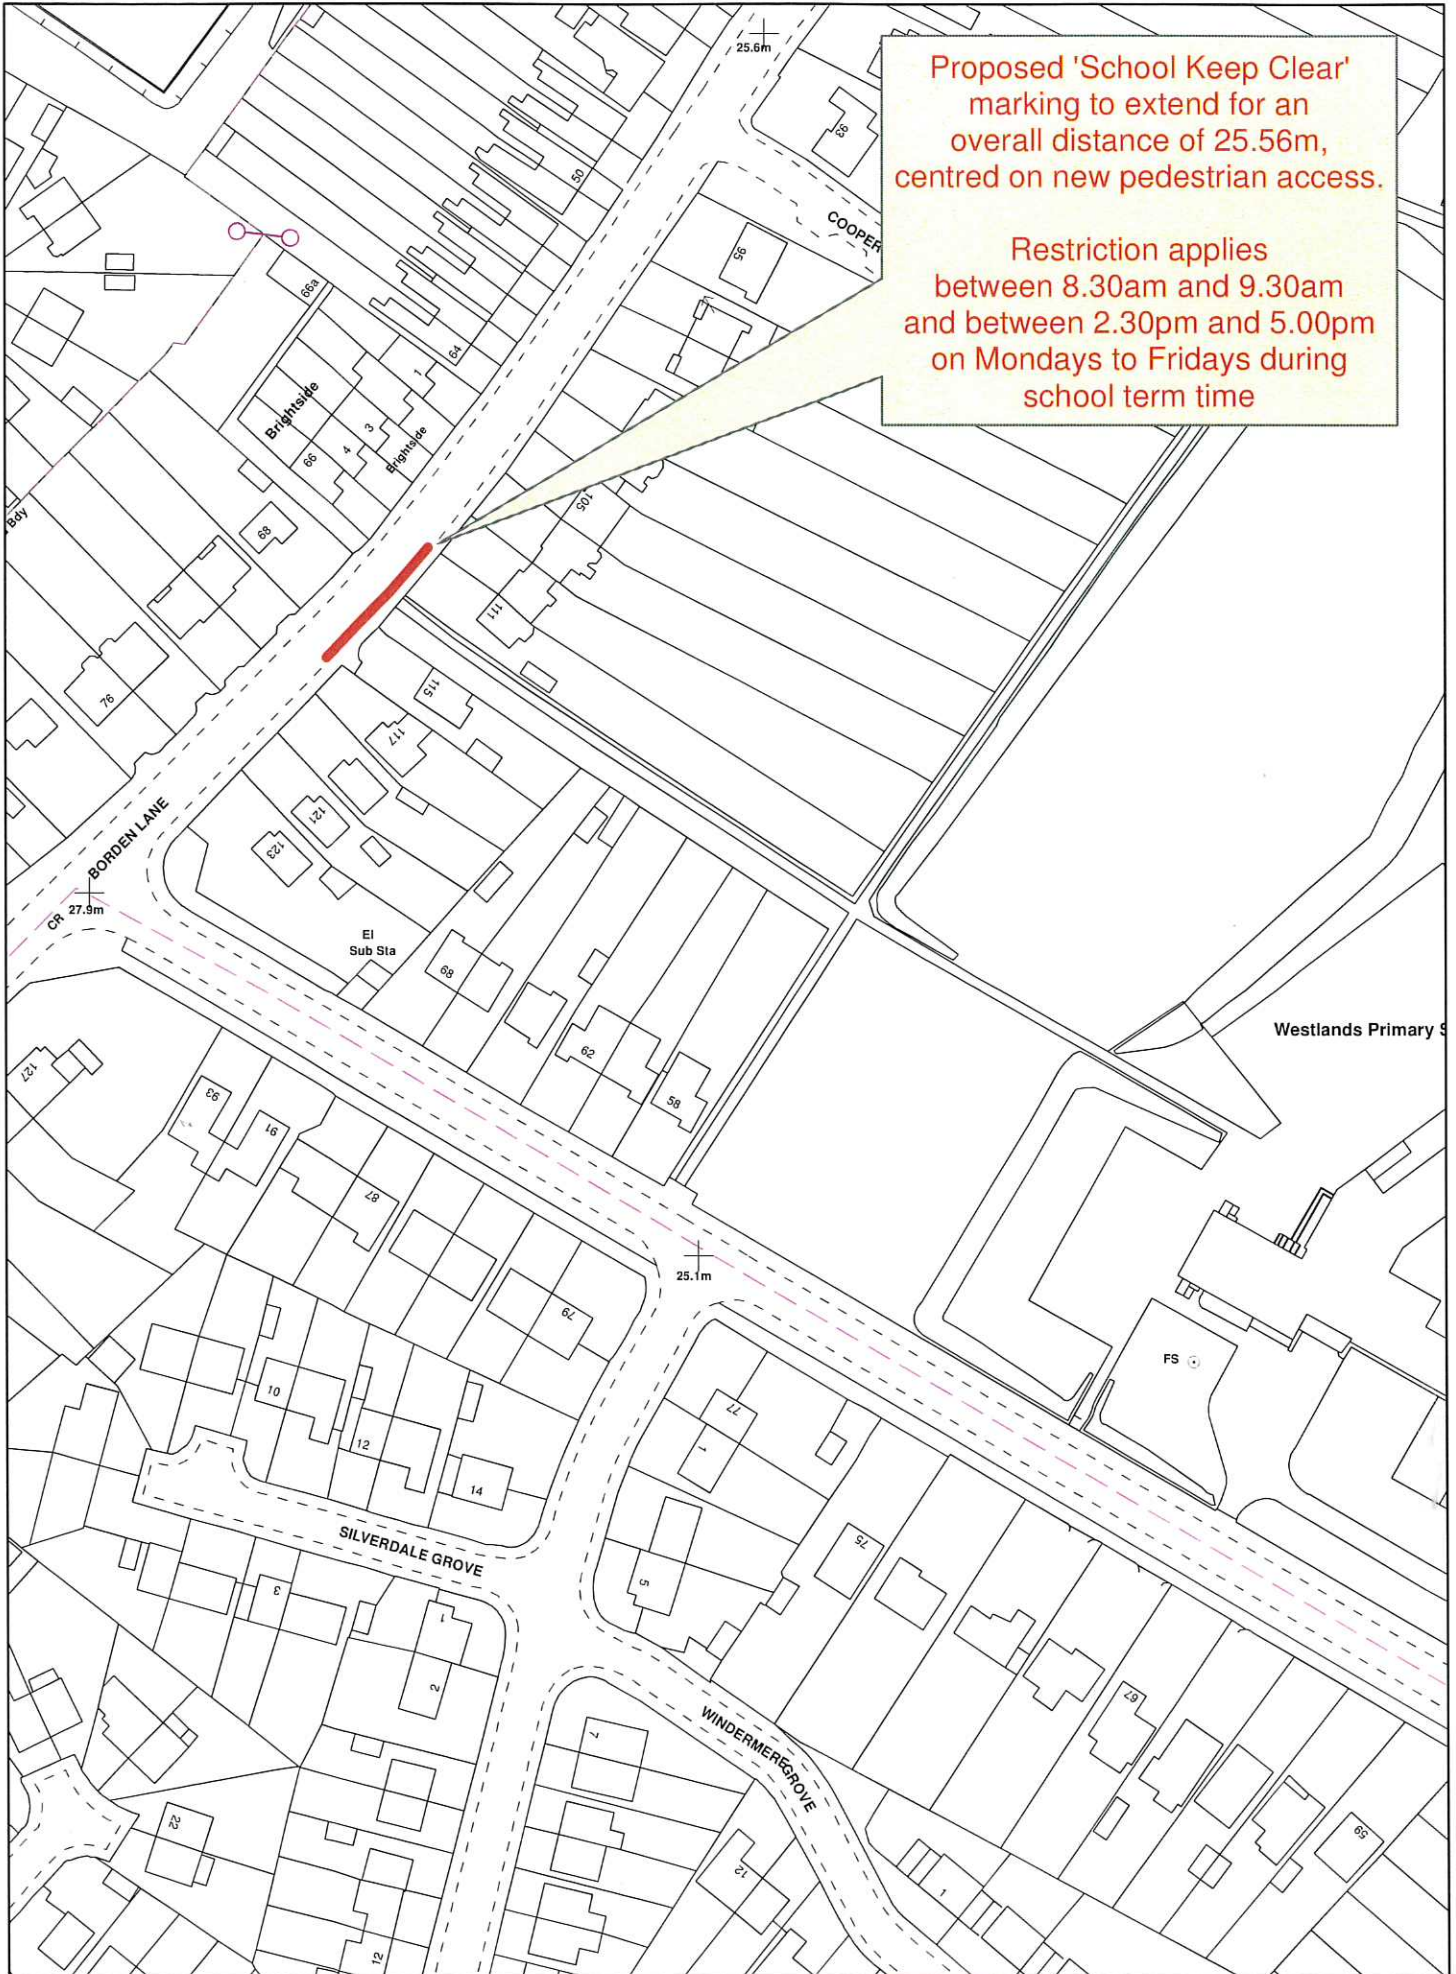 25.6m
Proposed 'School Keep Clear'
marking to extend for an
overall distance of 25.56m,
centred on new pedestrian access.
Restriction applies
between 8.30am and 9.30am
and between 2.30pm and 5.00pm
on Mondays to Fridays during
school term time
93
50
COOPER
95
66a
64
1
Brightside
3
4
99
Brightside
105
Bdy
89
111
115
76
117
121
123
BORDEN LANE
CR
27.9m
El
Sub Sta
68
62
58
Westlands Primary S
127
93
91
87
25.1m
79
FS
10
12
14
77
1
SILVERDALE GROVE
75
5
3
1
2
67
WINDERMERE GROVE
7
22
59
12
1
12